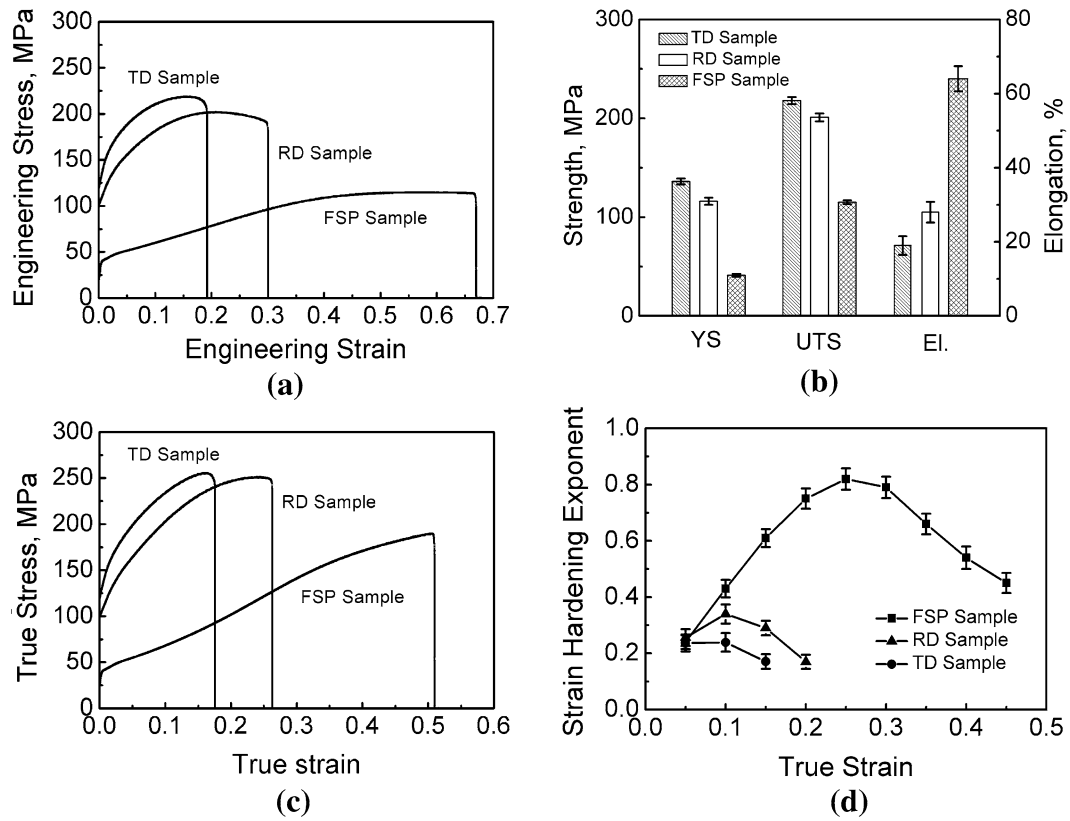 300
250
200
150
100
50
0
Engineering Stress, MPa
TD Sample
RD Sample
FSP Sample
0.0 0.1 0.2 0.3 0.4 0.5 0.6 0.7
Engineering Strain
(a)
300
200
100
0
Strength, MPa
TD Sample
RD Sample
FSP Sample
80
60
40
20
0
Elongation, %
YS UTS El.
(b)
300
250
200
150
100
50
0
True Stress, MPa
TD Sample
RD Sample
FSP Sample
0.0 0.1 0.2 0.3 0.4 0.5 0.6
True strain
(c)
1.0
0.8
0.6
0.4
0.2
0.0
Strain Hardening Exponent
FSP Sample
RD Sample
TD Sample
0.0 0.1 0.2 0.3 0.4 0.5
True Strain
(d)